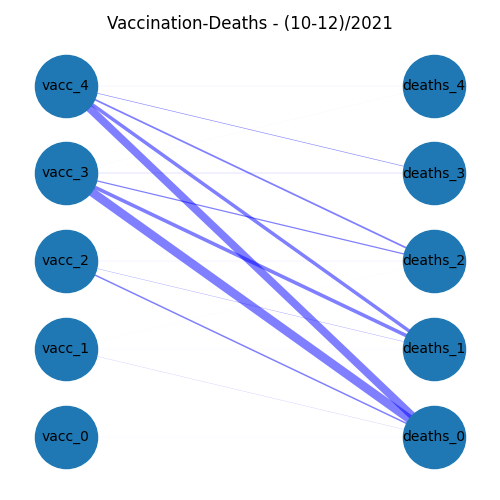 Vaccination-Deaths - (10-12)/2021
vacc_4 deaths_4
vacc_3 deaths_3
vacc_2 deaths_2
vacc_1 deaths_1
vacc_0 deaths_0